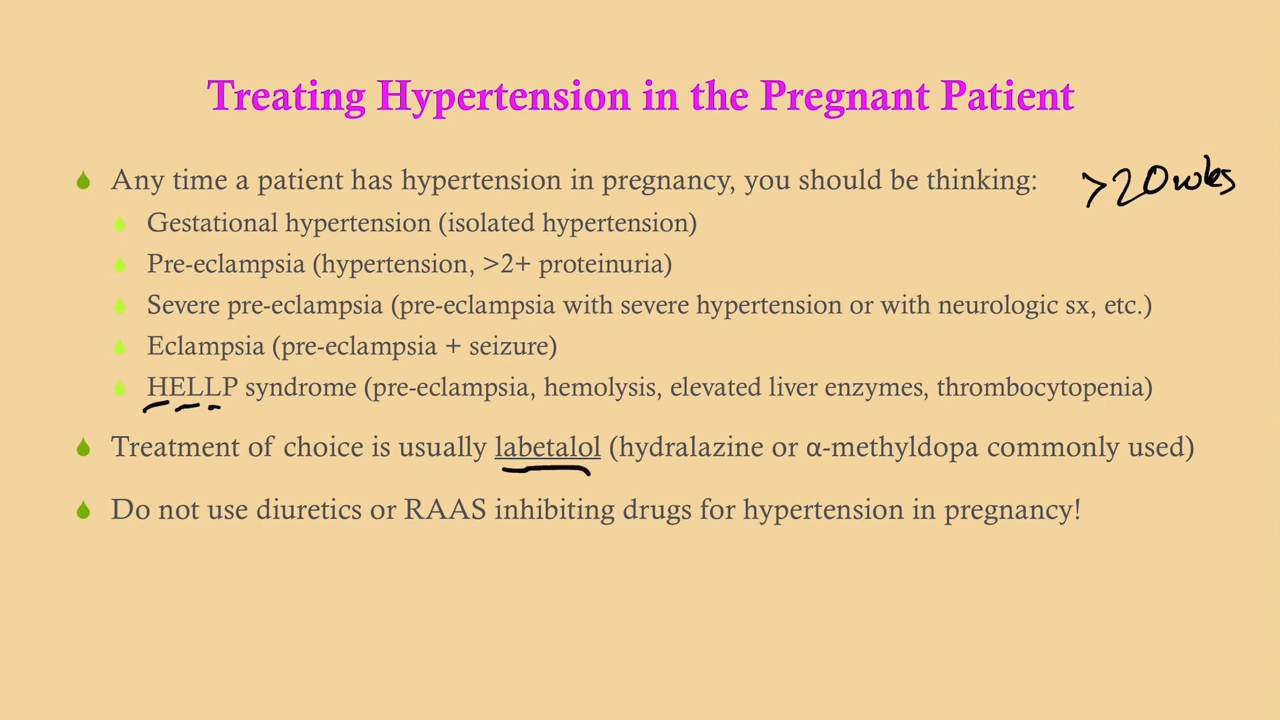 Treating Hypertension in the Pregnant Patient
Any time a patient has hypertension in pregnancy, you should be thinking: >20 wks
Gestational hypertension (isolated hypertension)
Pre-eclampsia (hypertension, >2+ proteinuria)
Severe pre-eclampsia (pre-eclampsia with severe hypertension or with neurologic sx, etc.)
Eclampsia (pre-eclampsia + seizure)
HELLP syndrome (pre-eclampsia, hemolysis, elevated liver enzymes, thrombocytopenia)
Treatment of choice is usually labetalol (hydralazine or α-methyldopa commonly used)
Do not use diuretics or RAAS inhibiting drugs for hypertension in pregnancy!